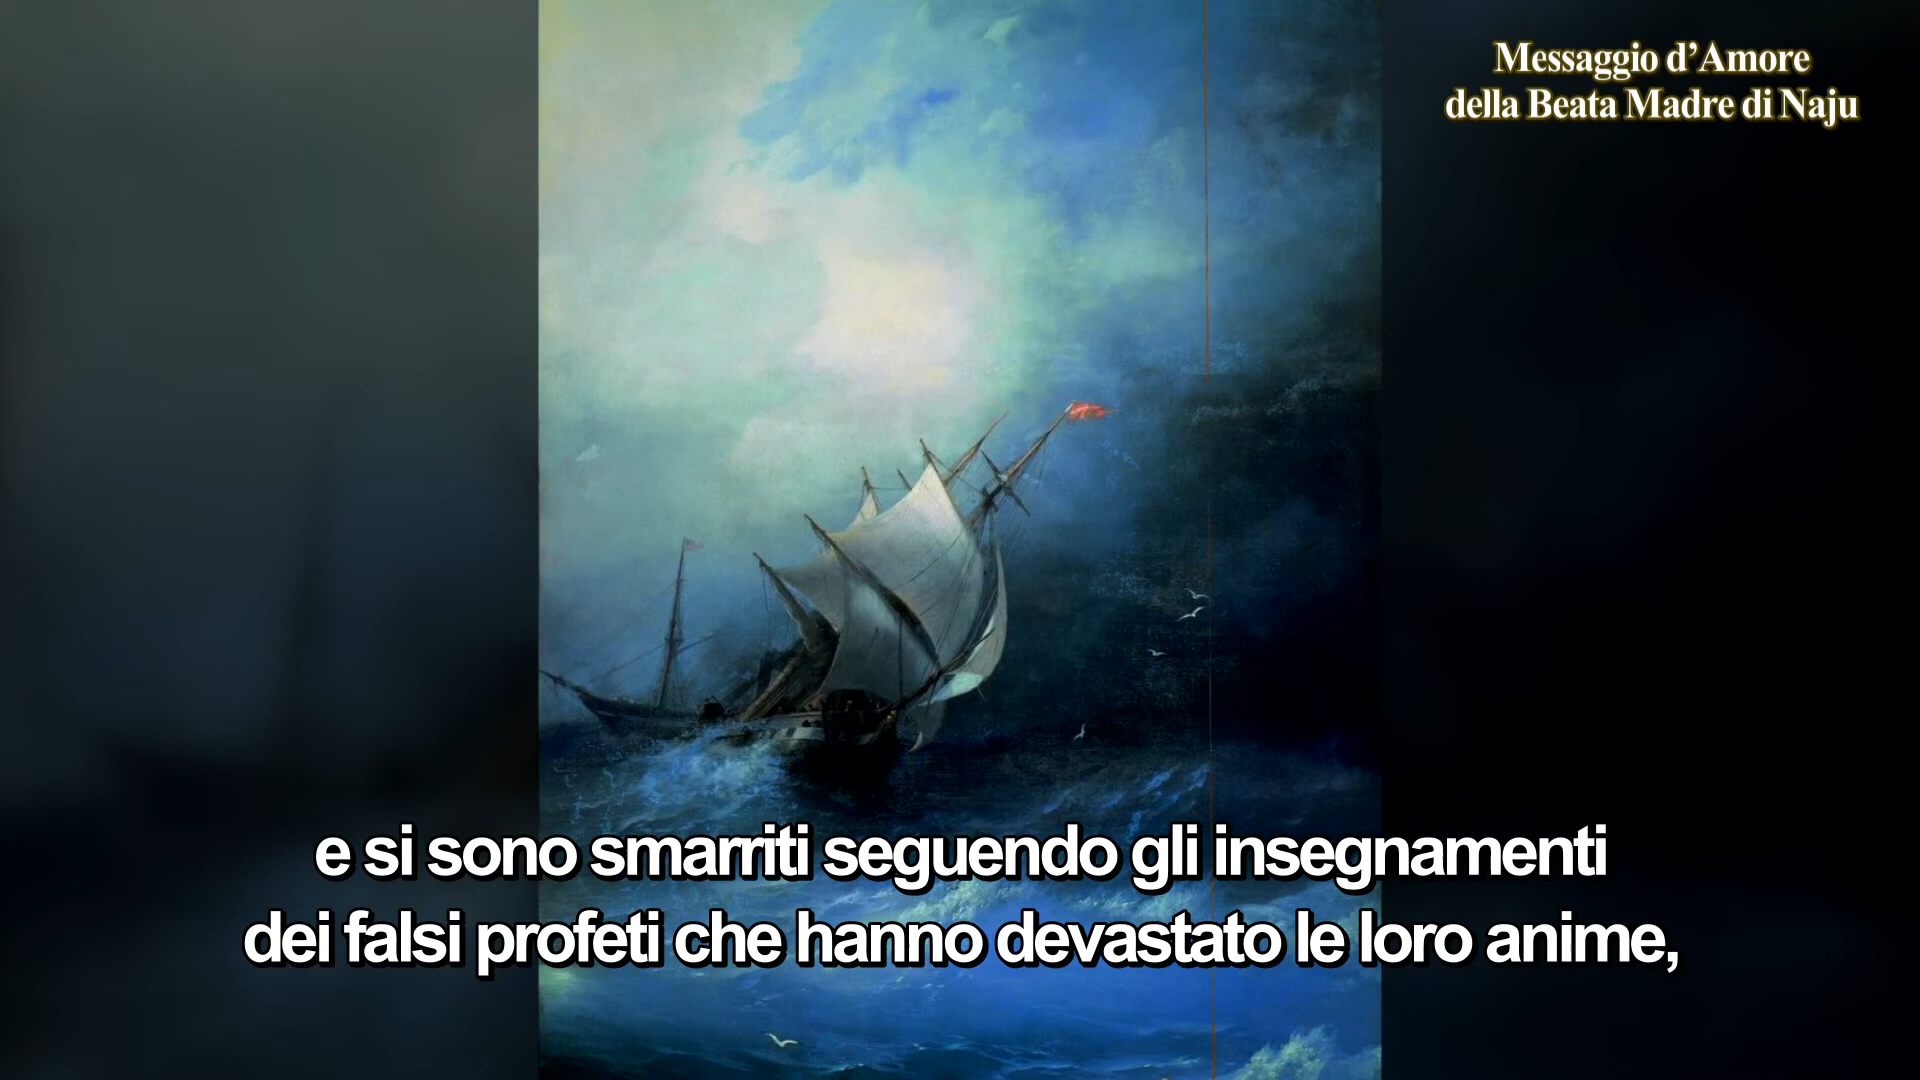 Messaggio d’Amore
della Beata Madre di Naju
e si sono smarriti seguendo gli insegnamenti
dei falsi profeti che hanno devastato le loro anime,